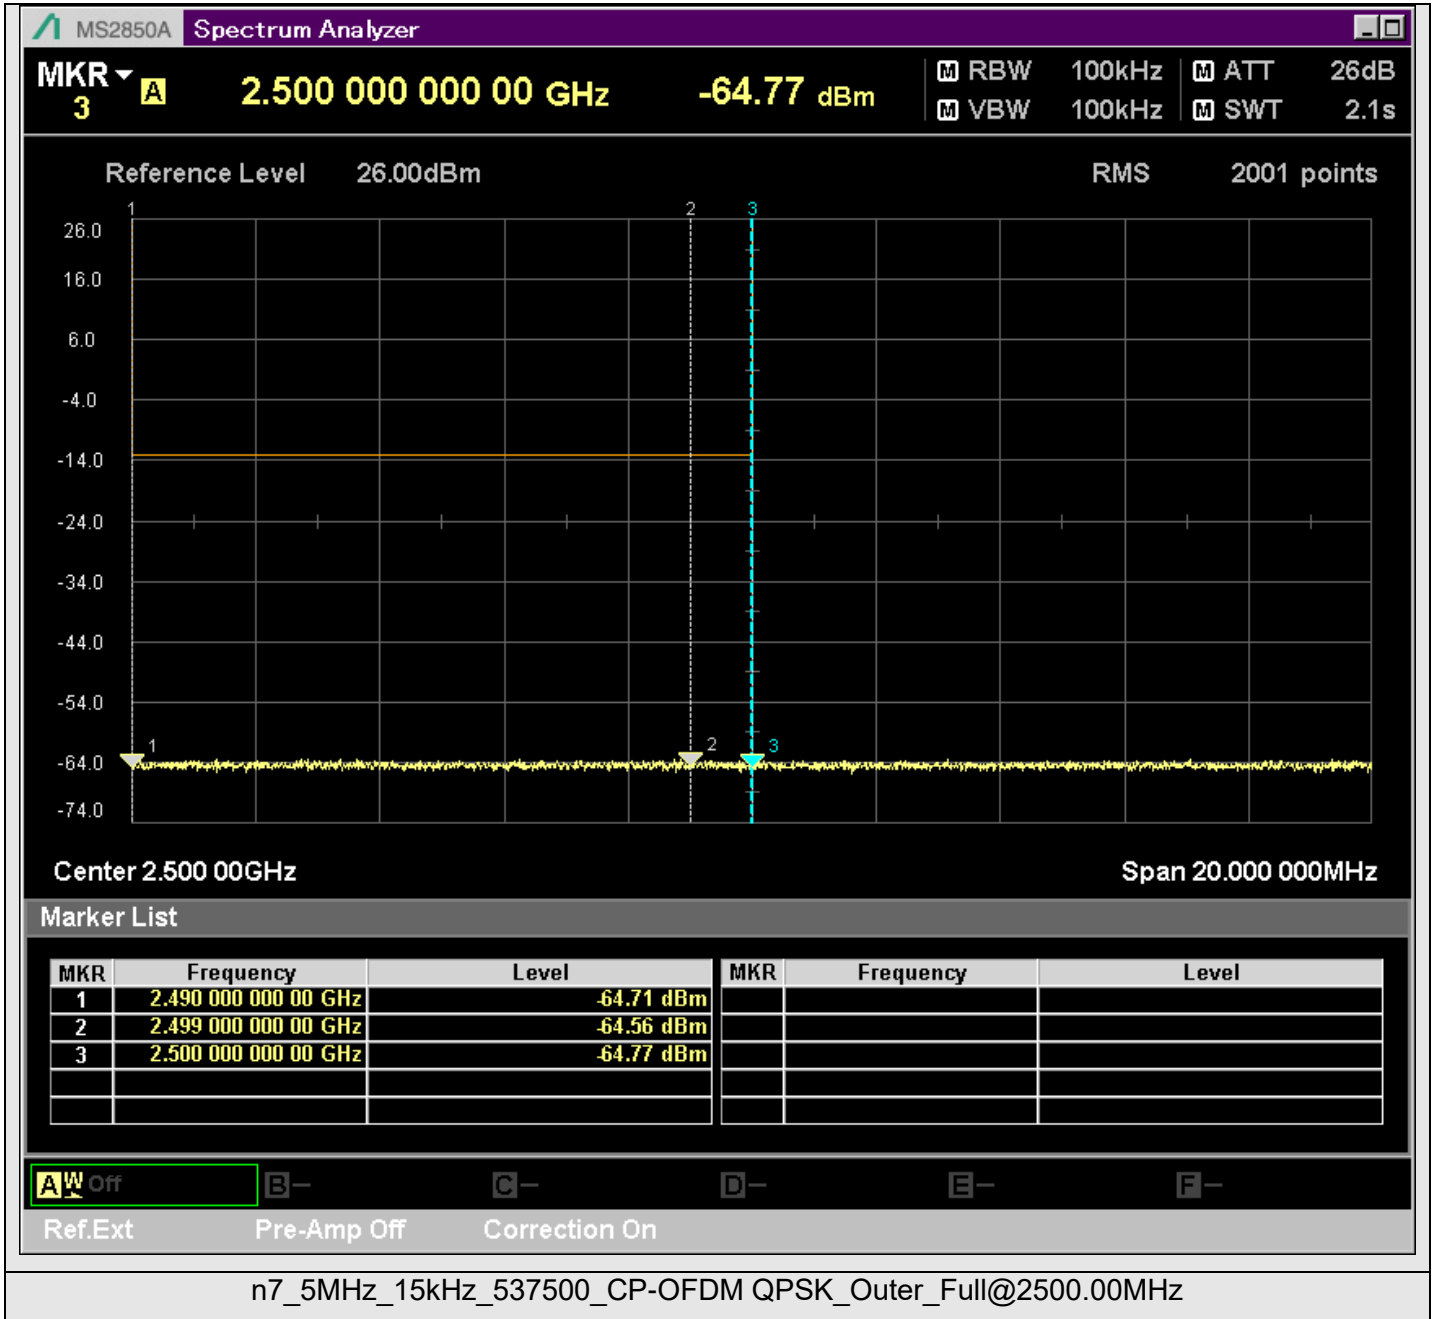 MS2850A Spectrum Analyzer
MKR 3 A 2.500 000 000 00 GHz -64.77 dBm M RBW 100kHz M ATT 26dB
M VBW 100kHz M SWT 2.1s
Reference Level 26.00dBm RMS 2001 points
1 2 3
26.0
16.0
6.0
-4.0
-14.0
-24.0
-34.0
-44.0
-54.0
1 2 3
-64.0
-74.0
Center 2.500 00GHz Span 20.000 000MHz
Marker List
MKR Frequency Level MKR Frequency Level
1 2.490 000 000 00 GHz -64.71 dBm
2 2.499 000 000 00 GHz -64.56 dBm
3 2.500 000 000 00 GHz -64.77 dBm
A W Off B — C — D — E — F —
Ref.Ext Pre-Amp Off Correction On
n7_5MHz_15kHz_537500_CP-OFDM QPSK_Outer_Full@2500.00MHz